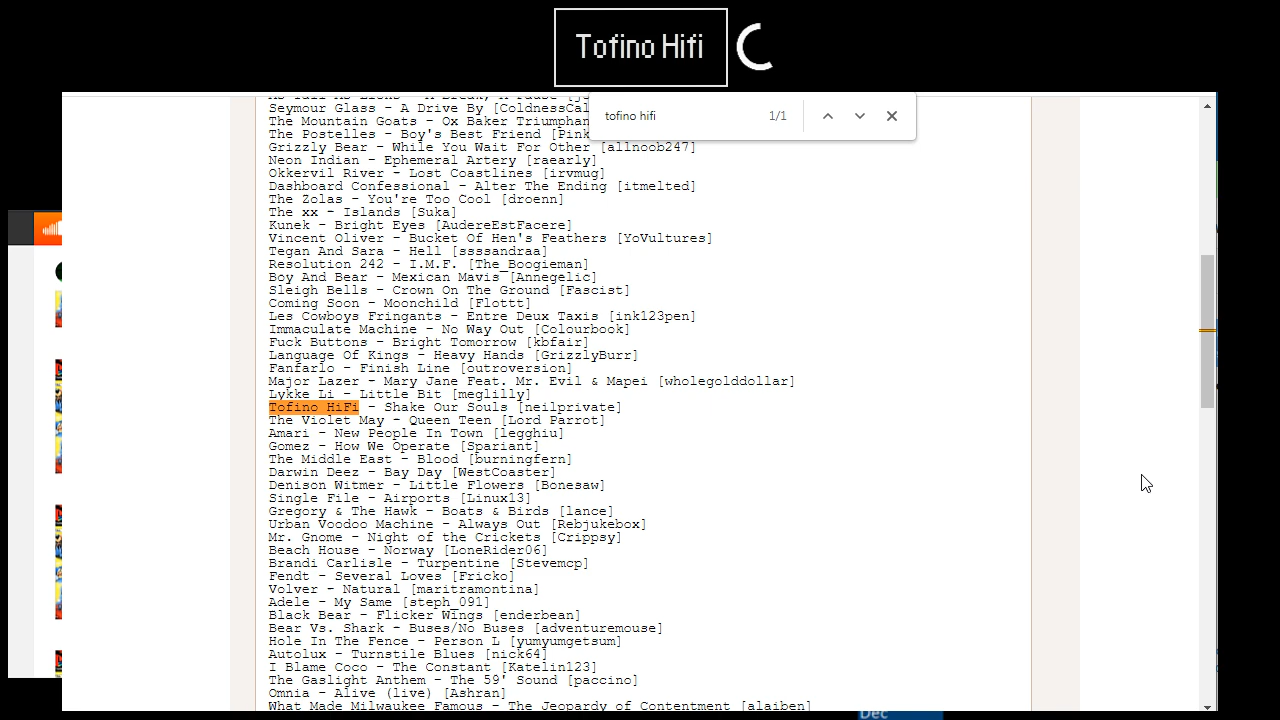 Tofino Hifi
tofino hifi 1/1
Seymour Glass - A Drive By [ColdnessCal
The Mountain Goats - Ox Baker Triumphan
The Postelles - Boy's Best Friend [Pink
Grizzly Bear - While You Wait For Other [allnoob247]
Neon Indian - Ephemeral Artery [raearly]
Okkervil River - Lost Coastlines [irvmug]
Dashboard Confessional - Alter The Ending [itmelted]
The Zolas - You're Too Cool [droenn]
The xx - Islands [Suka]
Kunek - Bright Eyes [AudereEstFacere]
Vincent Oliver - Bucket Of Hen's Feathers [YoVultures]
Tegan And Sara - Hell [ssssandraa]
Resolution 242 - I.M.F. [The_Boogieman]
Boy And Bear - Mexican Mavis [Annegelic]
Sleigh Bells - Crown On The Ground [Fascist]
Coming Soon - Moonchild [Flottt]
Les Cowboys Fringants - Entre Deux Taxis [ink123pen]
Immaculate Machine - No Way Out [Colourbook]
Fuck Buttons - Bright Tomorrow [kbfair]
Language Of Kings - Heavy Hands [GrizzlyBurr]
Fanfarlo - Finish Line [outroversion]
Major Lazer - Mary Jane Feat. Mr. Evil & Mapei [wholegolddollar]
Lykke Li - Little Bit [meglilly]
Tofino HiFi - Shake Our Souls [neilprivate]
The Violet May - Queen Teen [Lord Parrot]
Amari - New People In Town [legghiu]
Gomez - How We Operate [Spariant]
The Middle East - Blood [burningfern]
Darwin Deez - Bay Day [WestCoaster]
Denison Witmer - Little Flowers [Bonesaw]
Single File - Airports [Linux13]
Gregory & The Hawk - Boats & Birds [lance]
Urban Voodoo Machine - Always Out [Rebjukebox]
Mr. Gnome - Night of the Crickets [Crippsy]
Beach House - Norway [LoneRider06]
Brandi Carlisle - Turpentine [Stevemcp]
Fendt - Several Loves [Fricko]
Volver - Natural [maritramontina]
Adele - My Same [steph_091]
Black Bear - Flicker Wings [enderbean]
Bear Vs. Shark - Buses/No Buses [adventuremouse]
Hole In The Fence - Person L [yumyumgetsum]
Autolux - Turnstile Blues [nick64]
I Blame Coco - The Constant [Katelin123]
The Gaslight Anthem - The 59' Sound [paccino]
Omnia - Alive (live) [Ashran]
What Made Milwaukee Famous - The Jeopardy of Contentment [alaiben]
Dec